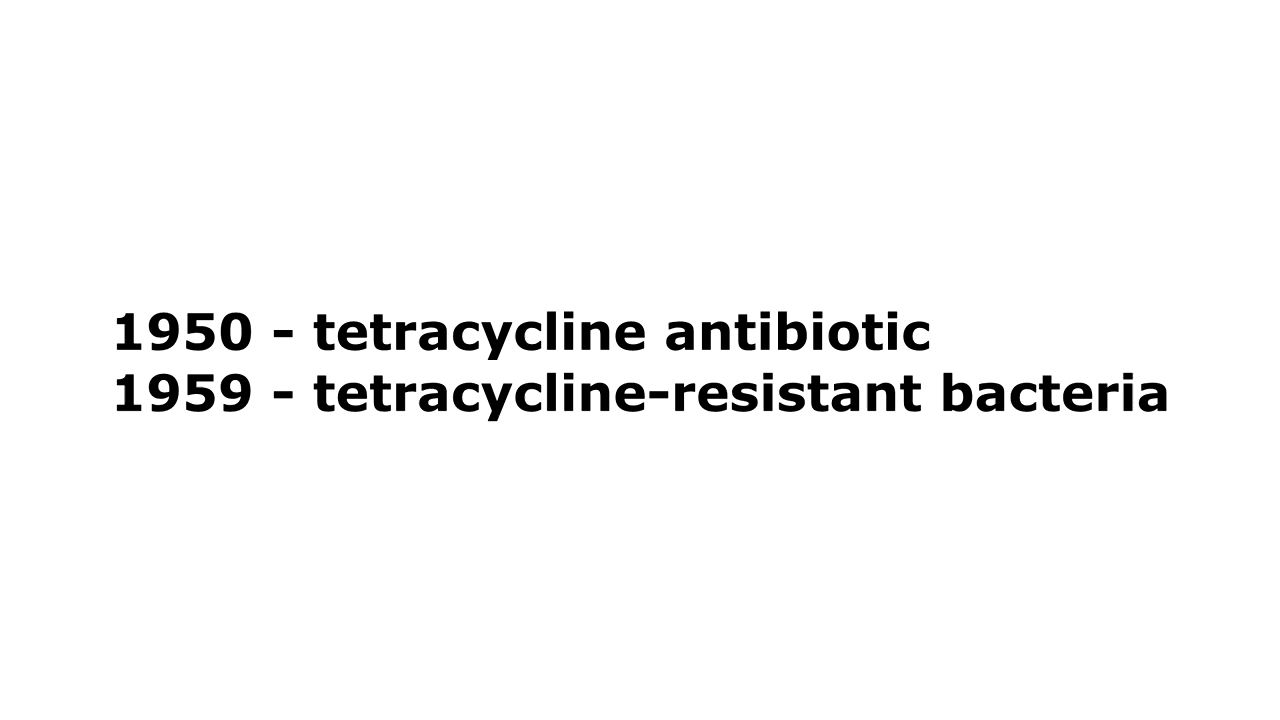 1950 - tetracycline antibiotic
1959 - tetracycline-resistant bacteria